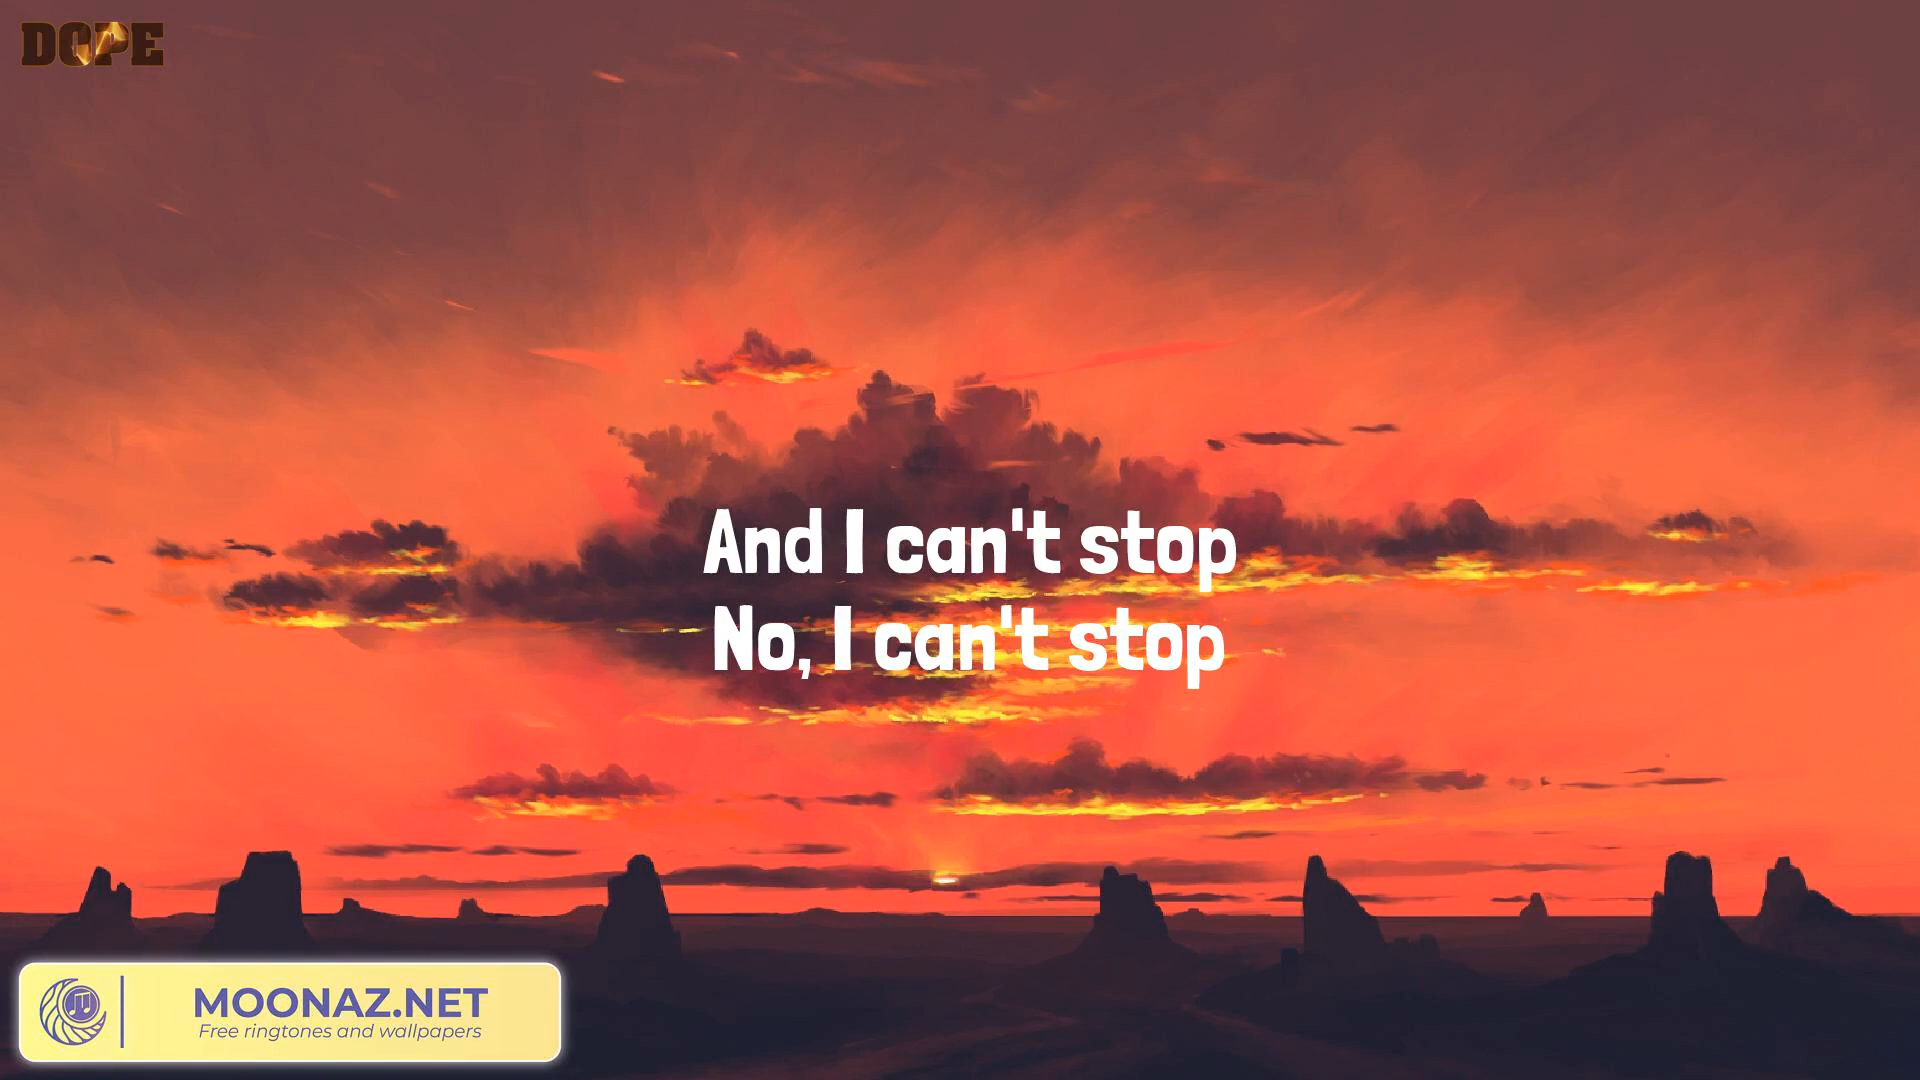 DOPE
And I can't stop
No, I can't stop
MOONAZ.NET
Free ringtones and wallpapers